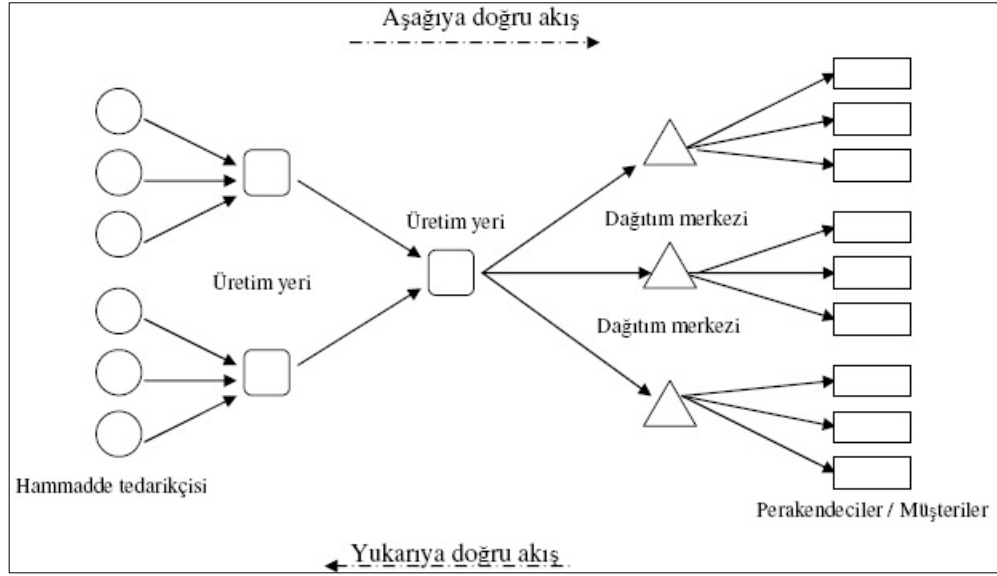 Aşağıya doğru akış
Üretim yeri
Dağıtım merkezi
Üretim yeri
Dağıtım merkezi
Hammadde tedarikçisi
Perakendeciler / Müşteriler
Yukarıya doğru akış